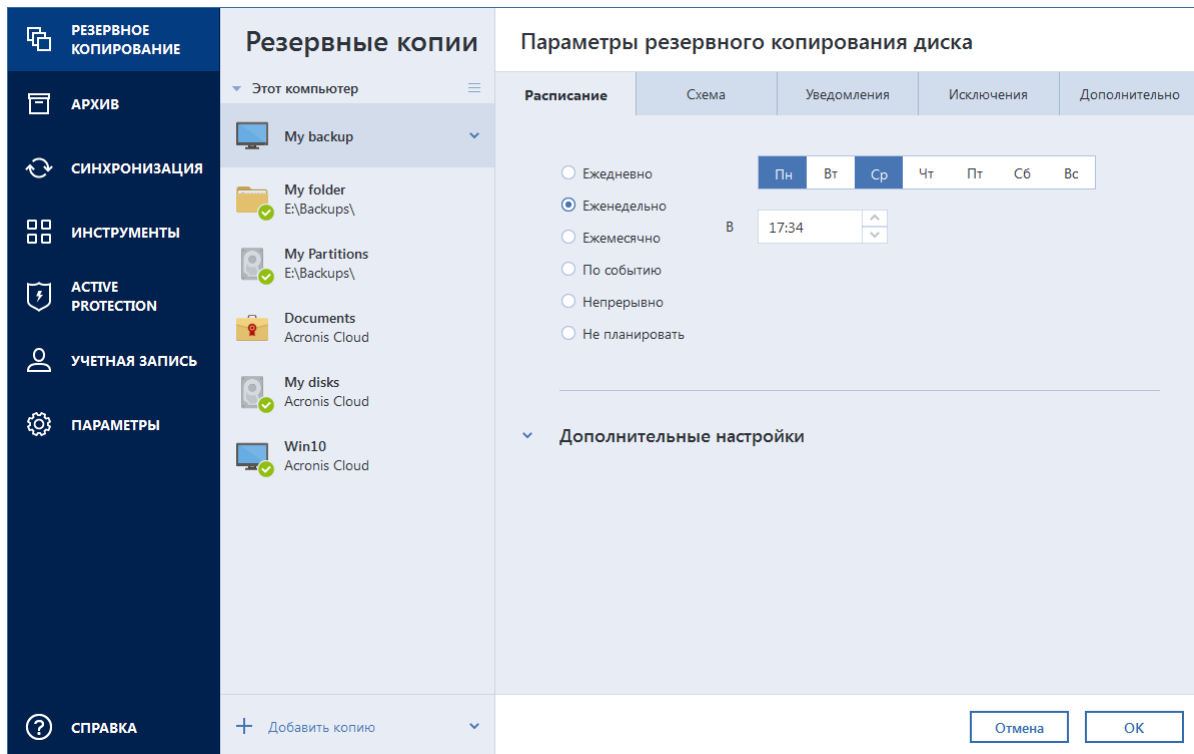 РЕЗЕРВНОЕ
КОПИРОВАНИЕ
АРХИВ
СИНХРОНИЗАЦИЯ
ИНСТРУМЕНТЫ
ACTIVE
PROTECTION
УЧЕТНАЯ ЗАПИСЬ
ПАРАМЕТРЫ
СПРАВКА
Резервные копии
Этот компьютер
My backup
My folder
E:\Backups\
My Partitions
E:\Backups\
Documents
Acronis Cloud
My disks
Acronis Cloud
Win10
Acronis Cloud
Добавить копию
Параметры резервного копирования диска
Расписание Схема Уведомления Исключения Дополнительно
Ежедневно
Еженедельно
Ежемесячно
По событию
Непрерывно
Не планировать
Пн Вт Ср Чт Пт Сб Вс
В 17:34
Дополнительные настройки
Отмена OK